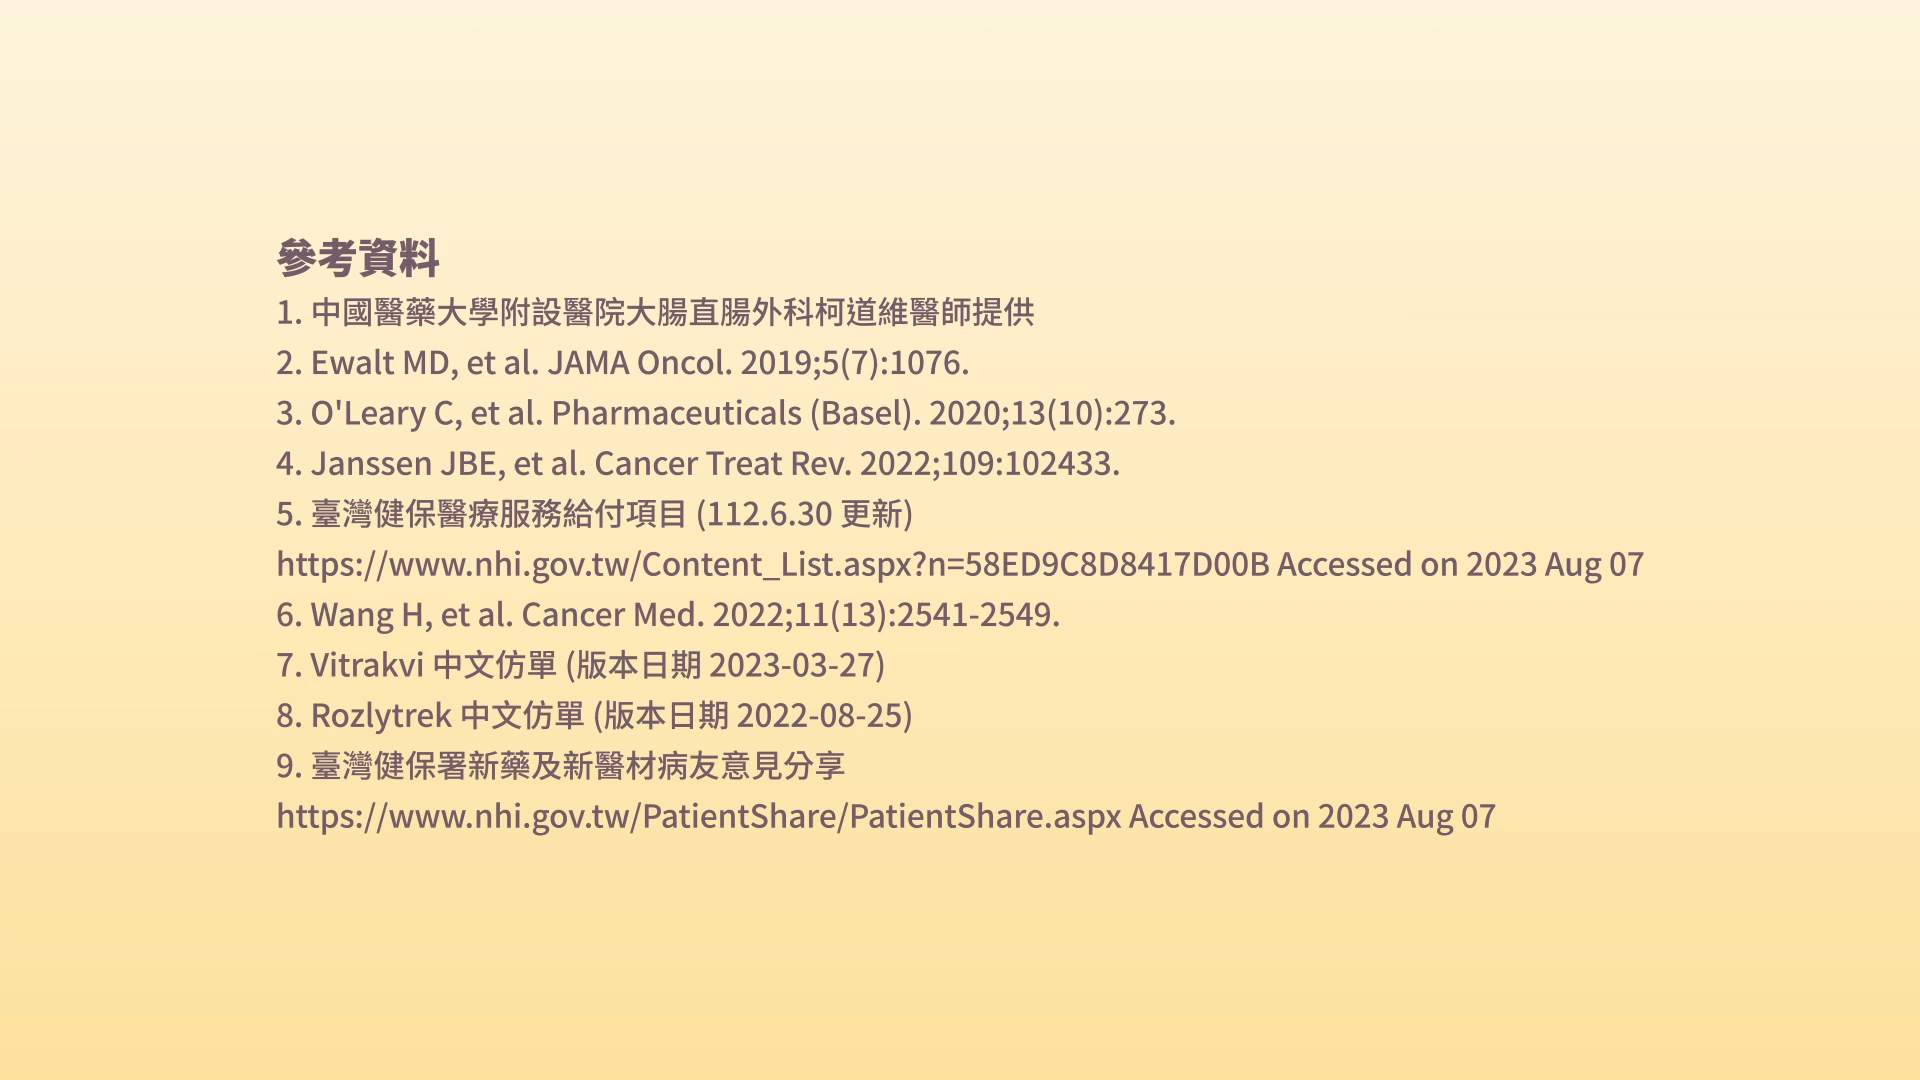 參考資料
1. 中國醫藥大學附設醫院大腸直腸外科柯道維醫師提供
2. Ewalt MD, et al. JAMA Oncol. 2019;5(7):1076.
3. O'Leary C, et al. Pharmaceuticals (Basel). 2020;13(10):273.
4. Janssen JBE, et al. Cancer Treat Rev. 2022;109:102433.
5. 臺灣健保醫療服務給付項目 (112.6.30 更新)
https://www.nhi.gov.tw/Content_List.aspx?n=58ED9C8D8417D00B Accessed on 2023 Aug 07
6. Wang H, et al. Cancer Med. 2022;11(13):2541-2549.
7. Vitrakvi 中文仿單 (版本日期 2023-03-27)
8. Rozlytrek 中文仿單 (版本日期 2022-08-25)
9. 臺灣健保署新藥及新醫材病友意見分享
https://www.nhi.gov.tw/PatientShare/PatientShare.aspx Accessed on 2023 Aug 07